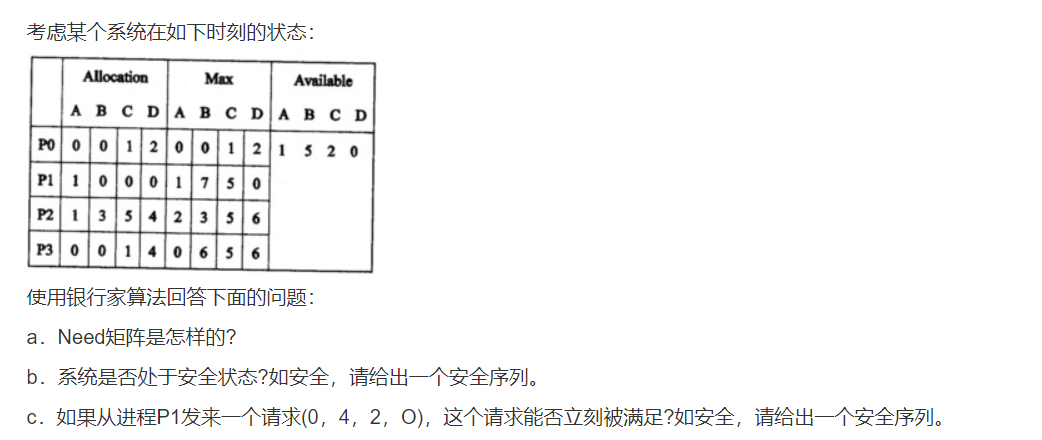 考虑某个系统在如下时刻的状态：
Allocation Max Available
A B C D A B C D A B C D
P0 0 0 1 2 0 0 1 2 1 5 2 0
P1 1 0 0 0 1 7 5 0
P2 1 3 5 4 2 3 5 6
P3 0 0 1 4 0 6 5 6
使用银行家算法回答下面的问题：
a．Need矩阵是怎样的?
b．系统是否处于安全状态?如安全，请给出一个安全序列。
c．如果从进程P1发来一个请求(0，4，2，O)，这个请求能否立刻被满足?如安全，请给出一个安全序列。